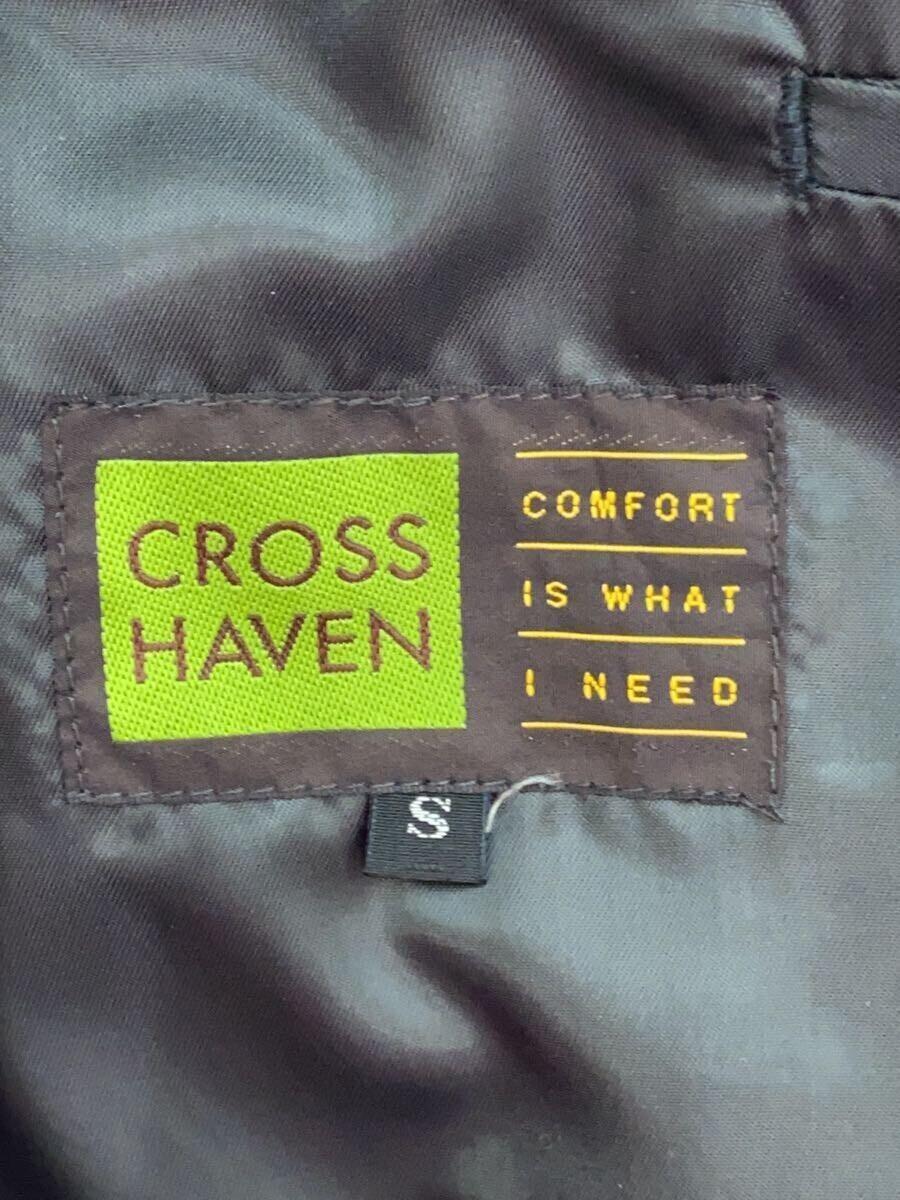 CROSS
HAVEN
COMFORT
IS WHAT
I NEED
S